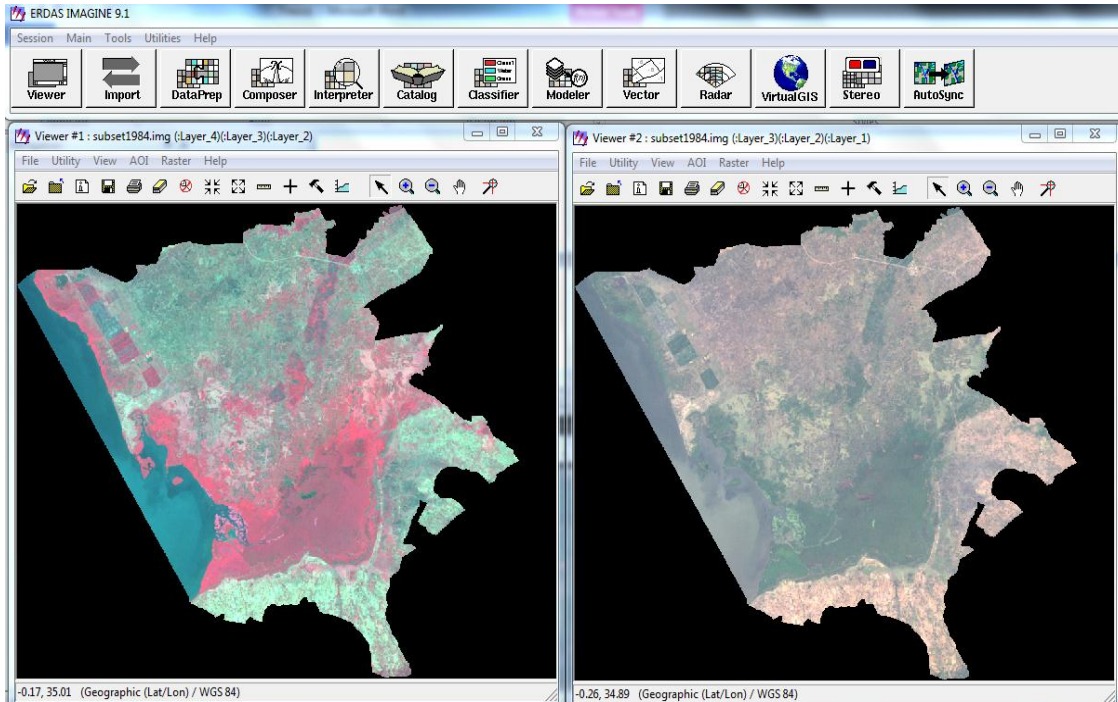 ERDAS IMAGINE 9.1
Session Main Tools Utilities Help
Viewer Import DataPrep Composer Interpreter Catalog Classifier Modeler Vector Radar VirtualGIS Stereo AutoSync
Viewer #1 : subset1984.img (:Layer_4)(:Layer_3)(:Layer_2)
File Utility View AOI Raster Help
-0.17, 35.01 (Geographic (Lat/Lon) / WGS 84)
Viewer #2 : subset1984.img (:Layer_3)(:Layer_2)(:Layer_1)
File Utility View AOI Raster Help
-0.26, 34.89 (Geographic (Lat/Lon) / WGS 84)